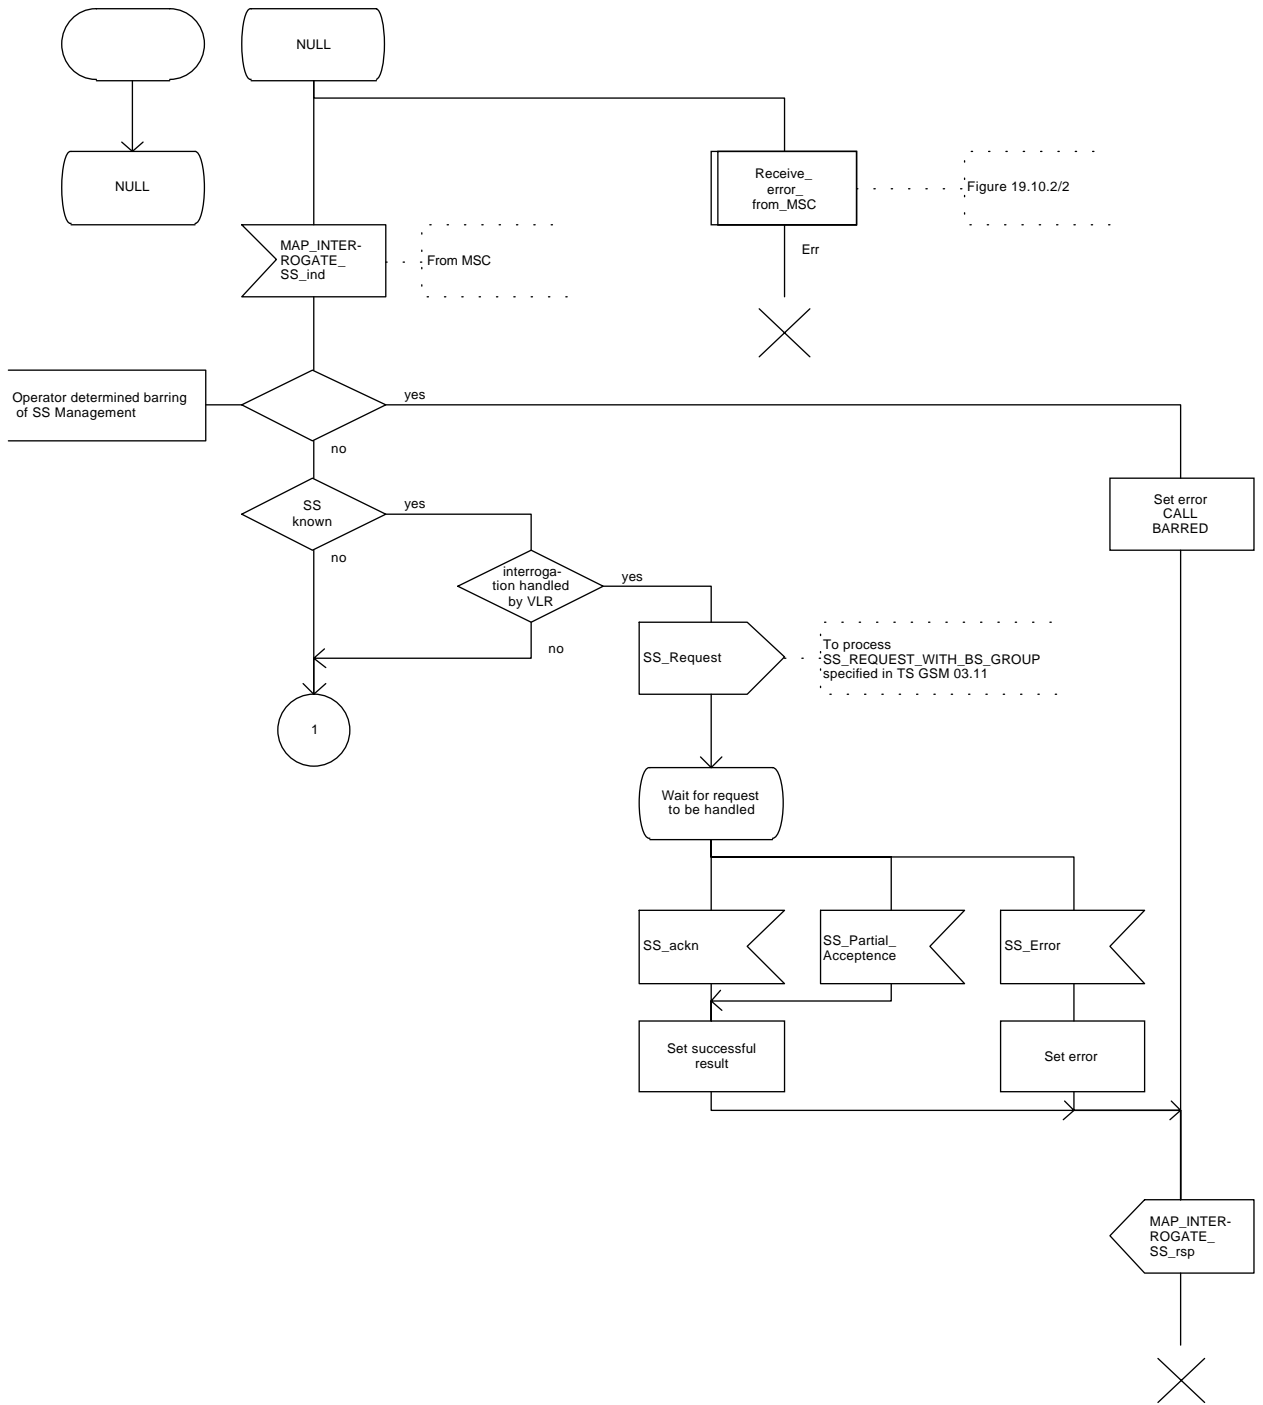 NULL
NULL
Receive_
error_
from_MSC
Figure 19.10.2/2
MAP_INTER-
ROGATE_
SS_ind
From MSC
Err
Operator determined barring
of SS Management
yes
no
SS
known
yes
no
Set error
CALL
BARRED
interroga-
tion handled
by VLR
yes
no
SS_Request
To process
SS_REQUEST_WITH_BS_GROUP
specified in TS GSM 03.11
1
Wait for request
to be handled
SS_ackn
SS_Partial_
Acceptence
SS_Error
Set successful
result
Set error
MAP_INTER-
ROGATE_
SS_rsp